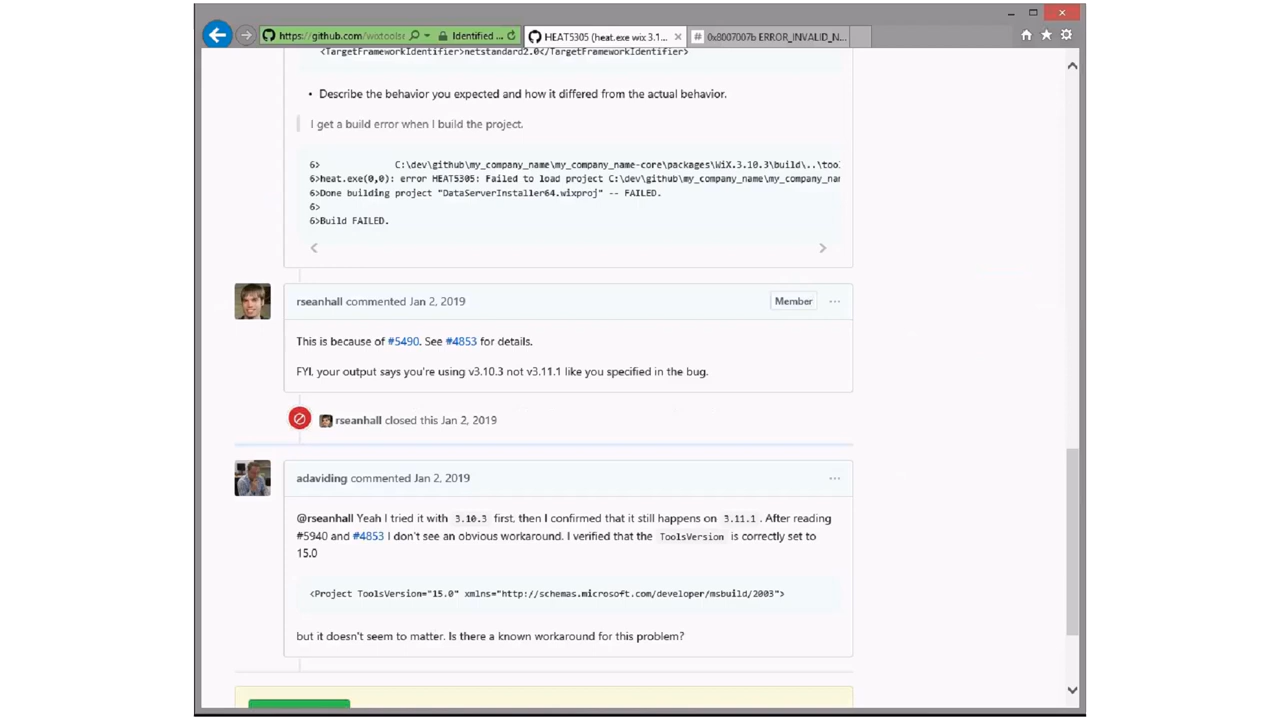 https://github.com/wixtools
Identified ...
HEAT5305 (heat.exe wix 3.1...
0x8007007b ERROR_INVALID_N...
<TargetFrameworkIdentifier>netstandard2.0</TargetFrameworkIdentifier>
• Describe the behavior you expected and how it differed from the actual behavior.
I get a build error when I build the project.
6> C:\dev\github\my_company_name\my_company_name-core\packages\WiX.3.10.3\build\..\tool
6>heat.exe(0,0): error HEAT5305: Failed to load project C:\dev\github\my_company_name\my_company_nam
6>Done building project "DataServerInstaller64.wixproj" -- FAILED.
6>
6>Build FAILED.
rseanhall commented Jan 2, 2019
Member
This is because of #5490. See #4853 for details.
FYI, your output says you're using v3.10.3 not v3.11.1 like you specified in the bug.
rseanhall closed this Jan 2, 2019
adaviding commented Jan 2, 2019
@rseanhall Yeah I tried it with 3.10.3 first, then I confirmed that it still happens on 3.11.1 . After reading
#5940 and #4853 I don't see an obvious workaround. I verified that the ToolsVersion is correctly set to
15.0
<Project ToolsVersion="15.0" xmlns="http://schemas.microsoft.com/developer/msbuild/2003">
but it doesn't seem to matter. Is there a known workaround for this problem?